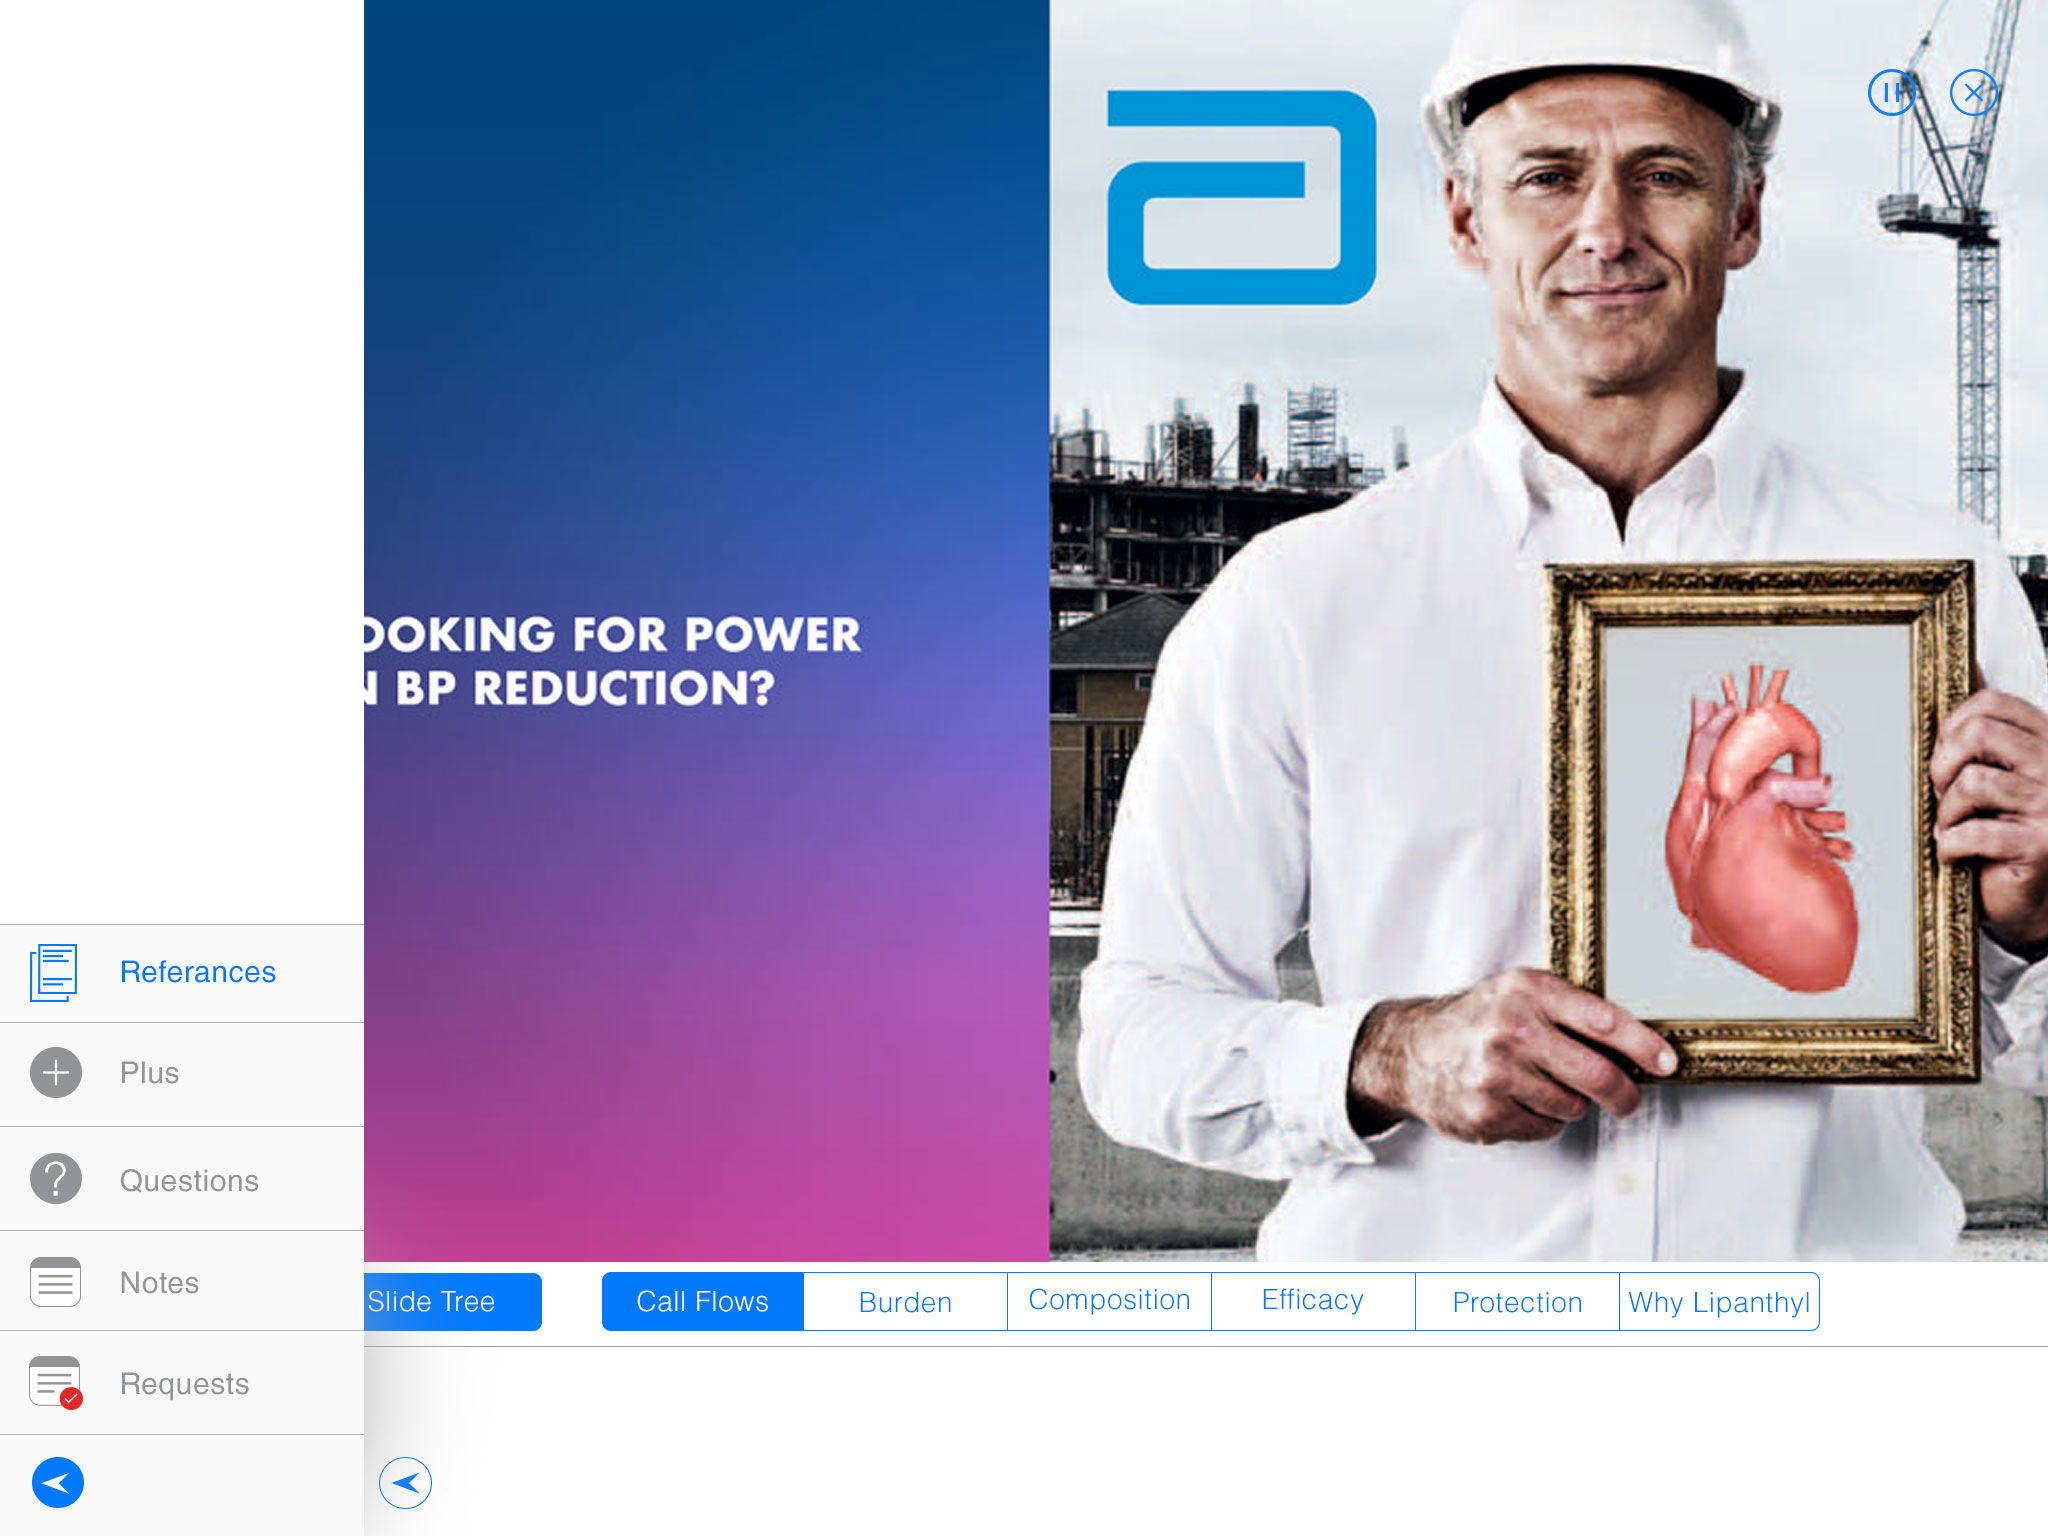 OOKING FOR POWER
N BP REDUCTION?
Referances
Plus
Questions
Notes
Requests
Slide Tree
Call Flows
Burden
Composition
Efficacy
Protection
Why Lipanthyl